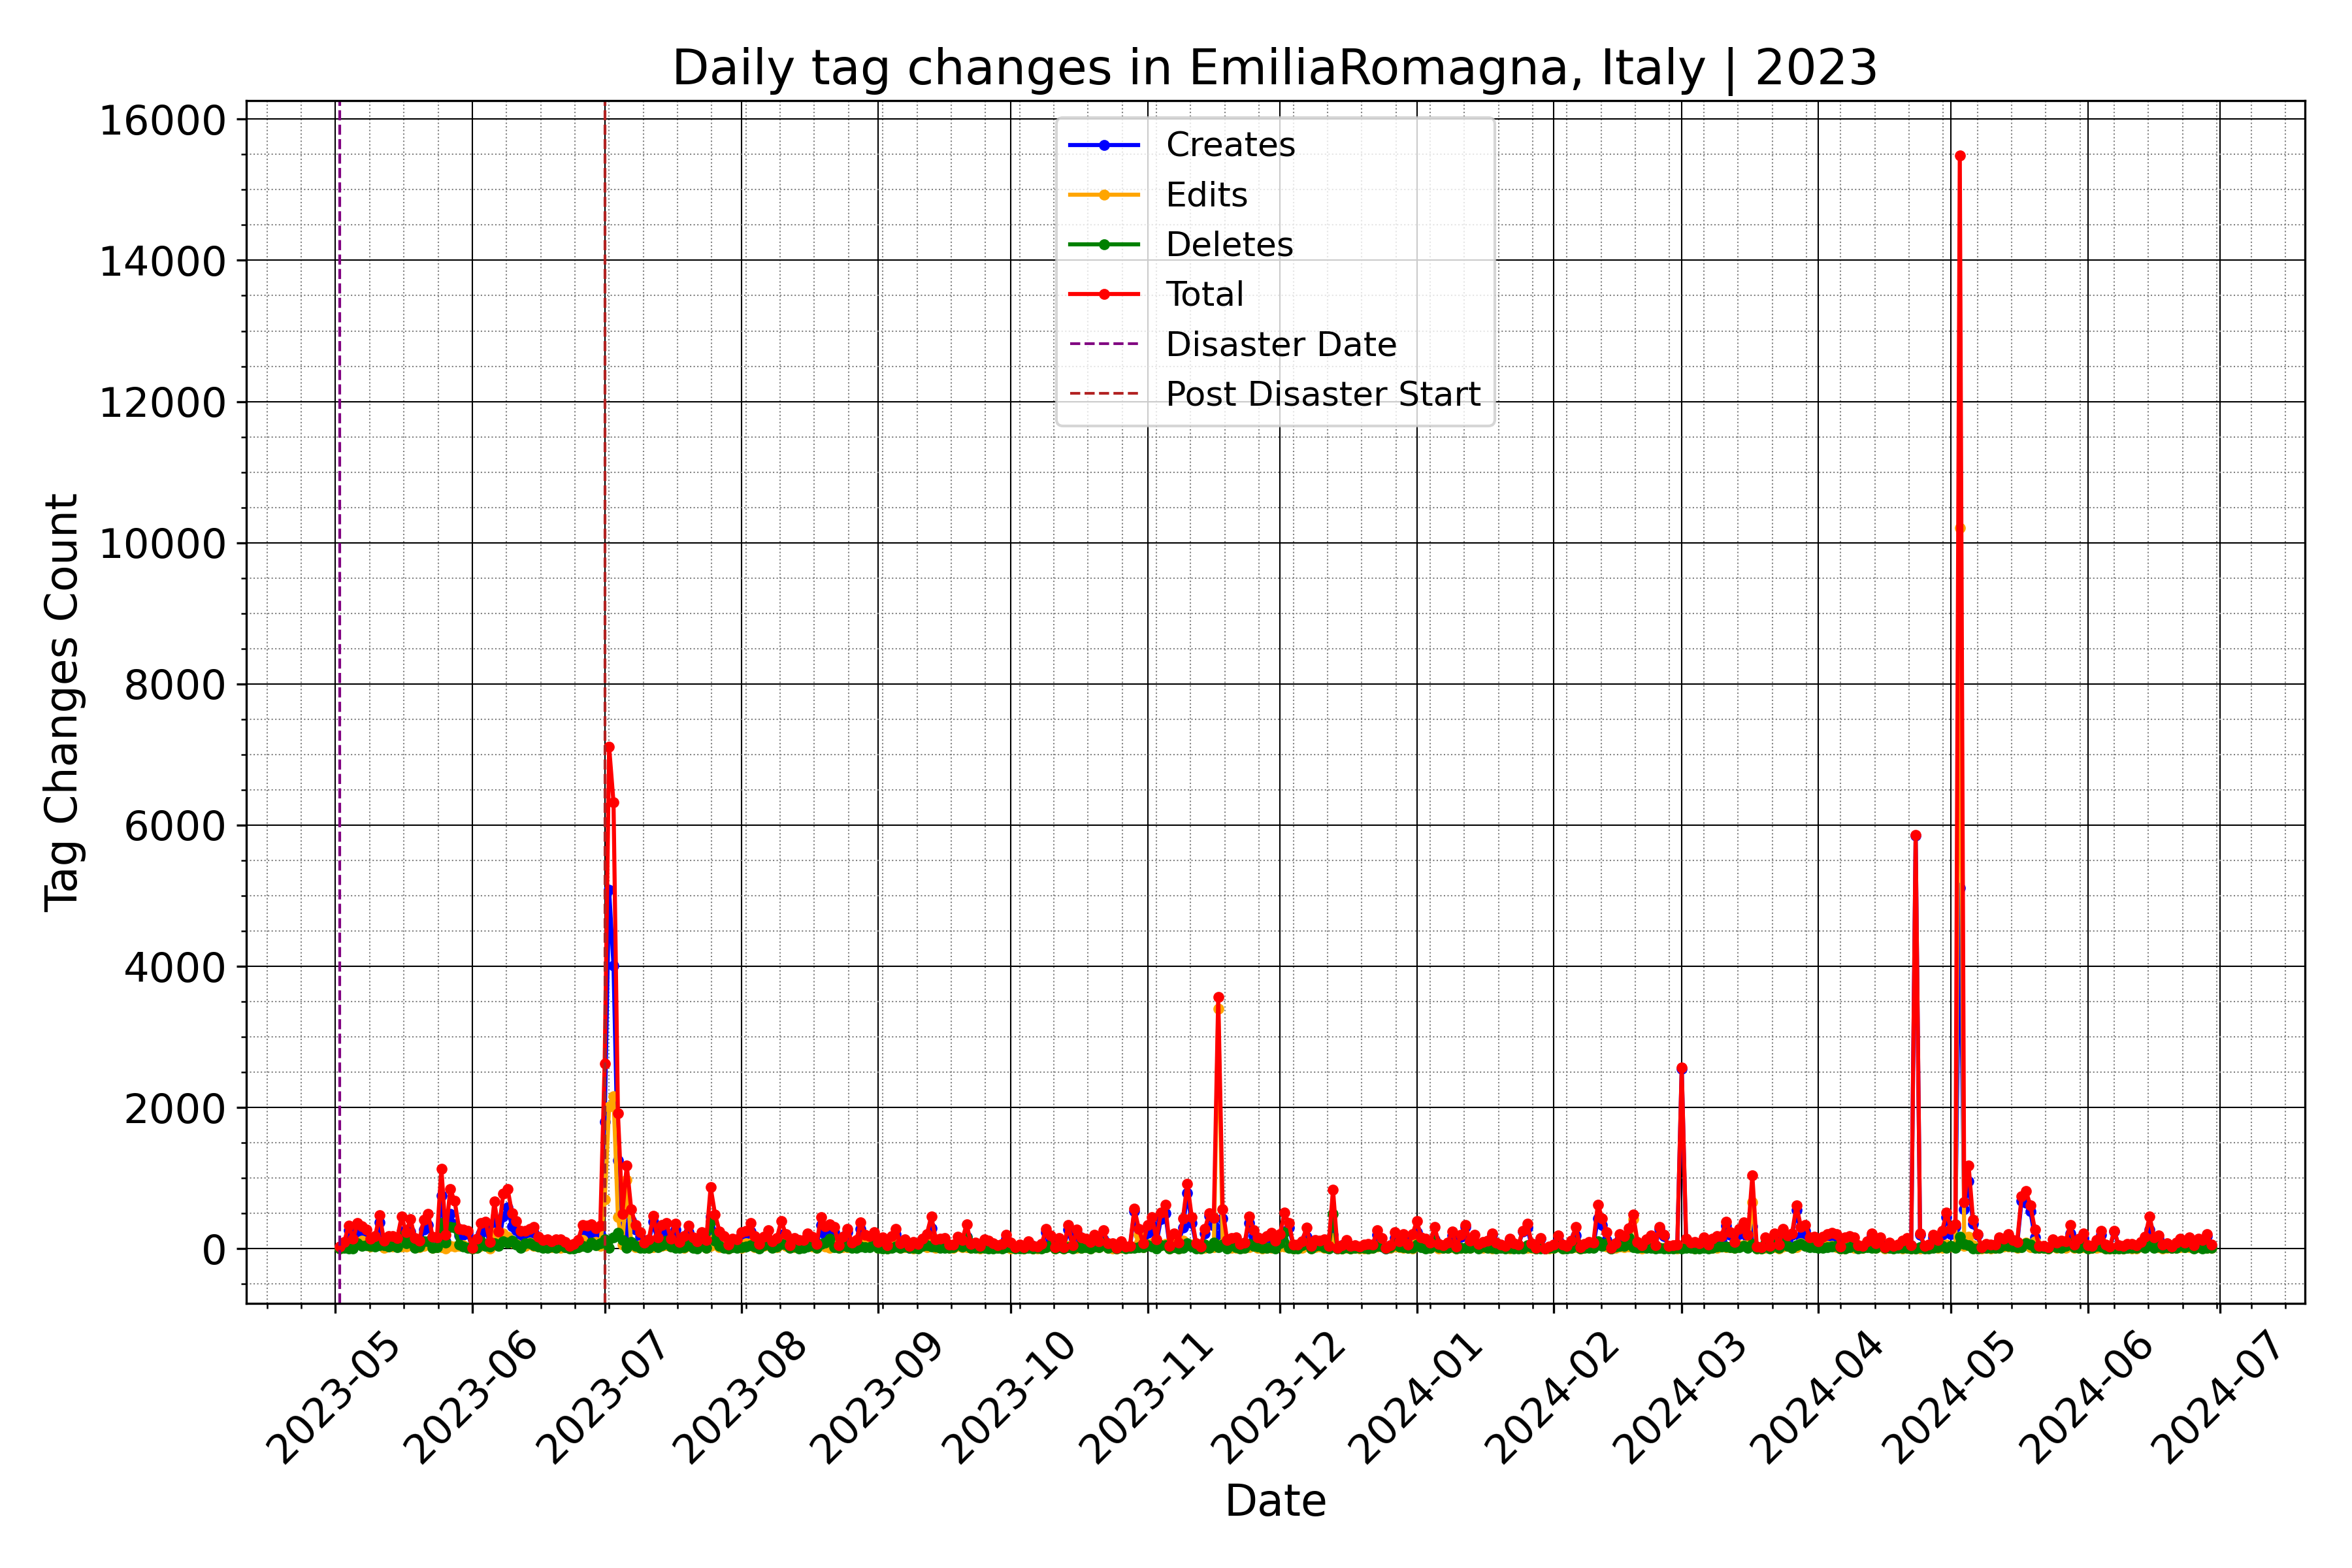 Daily tag changes in EmiliaRomagna, Italy | 2023
16000
14000
12000
10000
8000
6000
4000
2000
0
Tag Changes Count
Creates
Edits
Deletes
Total
Disaster Date
Post Disaster Start
2023-05
2023-06
2023-07
2023-08
2023-09
2023-10
2023-11
2023-12
2024-01
2024-02
2024-03
2024-04
2024-05
2024-06
2024-07
Date